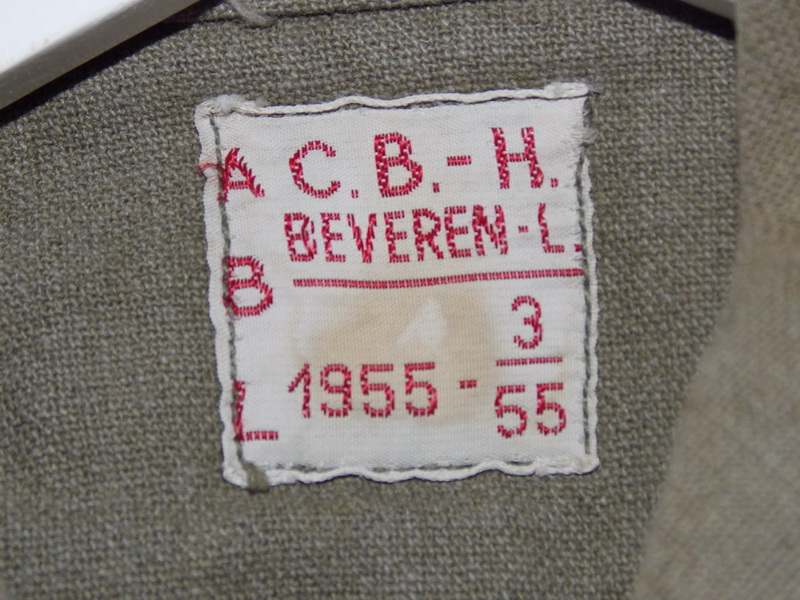 A B L
C. B. - H.
BEVEREN - L.
1955 - 3/55